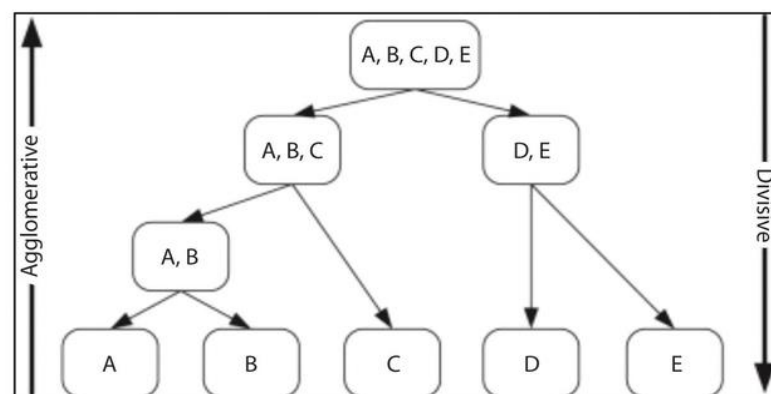 A, B, C, D, E
A, B, C
D, E
Agglomerative
Divisive
A, B
A
B
C
D
E